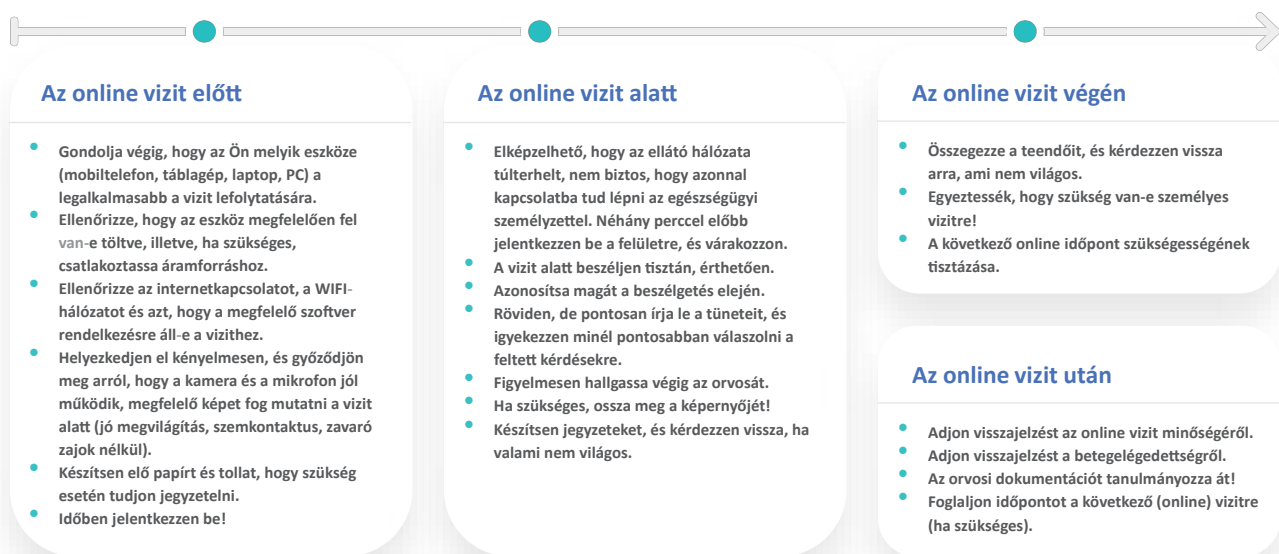 Az online vizit előtt
Gondolja végig, hogy az Ön melyik eszköze
(mobiltelefon, táblagép, laptop, PC) a
legalkalmasabb a vizit lefolytatására.
Ellenőrizze, hogy az eszköz megfelelően fel
van-e töltve, illetve, ha szükséges,
csatlakoztassa áramforráshoz.
Ellenőrizze az internetkapcsolatot, a WIFI-
hálózatot és azt, hogy a megfelelő szoftver
rendelkezésre áll-e a vizithez.
Helyezkedjen el kényelmesen, és győződjön
meg arról, hogy a kamera és a mikrofon jól
működik, megfelelő képet fog mutatni a vizit
alatt (jó megvilágítás, szemkontaktus, zavaró
zajok nélkül).
Készítsen elő papírt és tollat, hogy szükség
esetén tudjon jegyzetelni.
Időben jelentkezzen be!
Az online vizit alatt
Elképzelhető, hogy az ellátó hálózata
túlterhelt, nem biztos, hogy azonnal
kapcsolatba tud lépni az egészségügyi
személyzettel. Néhány perccel előbb
jelentkezzen be a felületre, és várakozzon.
A vizit alatt beszéljen tisztán, érthetően.
Azonosítsa magát a beszélgetés elején.
Röviden, de pontosan írja le a tüneteit, és
igyekezzen minél pontosabban válaszolni a
feltett kérdésekre.
Figyelmesen hallgassa végig az orvosát.
Ha szükséges, ossza meg a képernyőjét!
Készítsen jegyzeteket, és kérdezzen vissza, ha
valami nem világos.
Az online vizit végén
Összegezze a teendőit, és kérdezzen vissza
arra, ami nem világos.
Egyeztessék, hogy szükség van-e személyes
vizitre!
A következő online időpont szükségességének
tisztázása.
Az online vizit után
Adjon visszajelzést az online vizit minőségéről.
Adjon visszajelzést a betegelégedettségről.
Az orvosi dokumentációt tanulmányozza át!
Foglaljon időpontot a következő (online) vizitre
(ha szükséges).